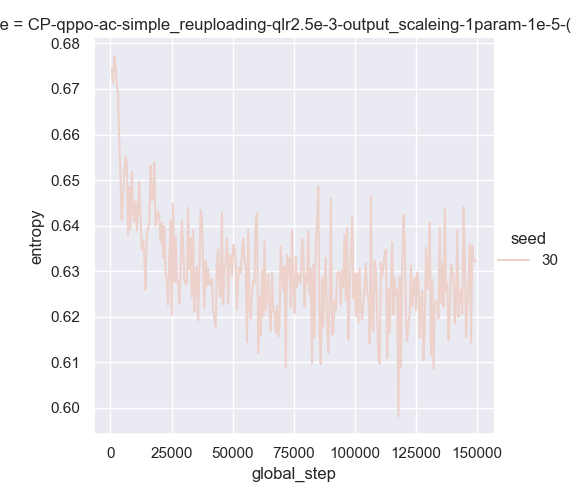 e = CP-qppo-ac-simple_reuploading-qlr2.5e-3-output_scaleing-1param-1e-5-(
0.68
0.67
0.66
0.65
0.64
0.63
0.62
0.61
0.60
entropy
0 25000 50000 75000 100000 125000 150000
global_step
seed
30